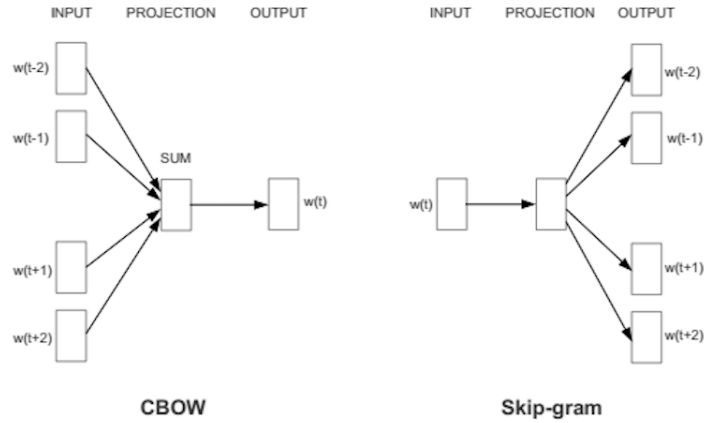 INPUT PROJECTION OUTPUT
w(t-2)
w(t-1)
SUM
w(t)
w(t+1)
w(t+2)
CBOW
INPUT PROJECTION OUTPUT
w(t-2)
w(t-1)
w(t)
w(t+1)
w(t+2)
Skip-gram